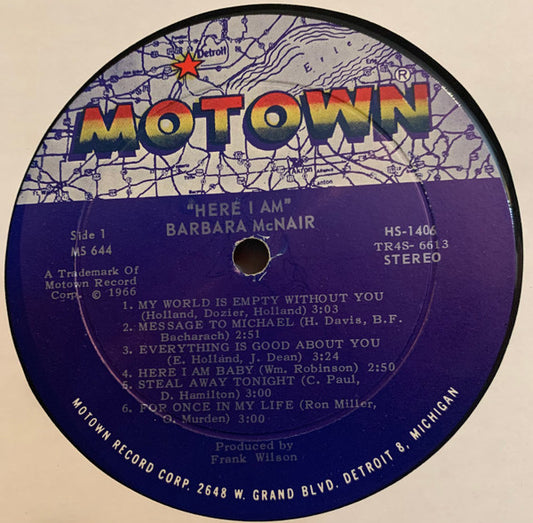 Detroit
Erie
MOTOWN®
Akron
Canton
"HERE I AM"
BARBARA McNAIR
Side 1
MS 644
HS-1406
TR4S-6613
STEREO
A Trademark Of
Motown Record
Corp. © 1966
1. MY WORLD IS EMPTY WITHOUT YOU
(Holland, Dozier, Holland) 3:03
2. MESSAGE TO MICHAEL (H. Davis, B.F.
Bacharach) 2:51
3. EVERYTHING IS GOOD ABOUT YOU
(E. Holland, J. Dean) 3:24
4. HERE I AM BABY (Wm. Robinson) 2:50
5. STEAL AWAY TONIGHT (C. Paul,
D. Hamilton) 3:00
6. FOR ONCE IN MY LIFE (Ron Miller,
O. Murden) 3:00
Produced by
Frank Wilson
MOTOWN RECORD CORP. 2648 W. GRAND BLVD. DETROIT 8, MICHIGAN